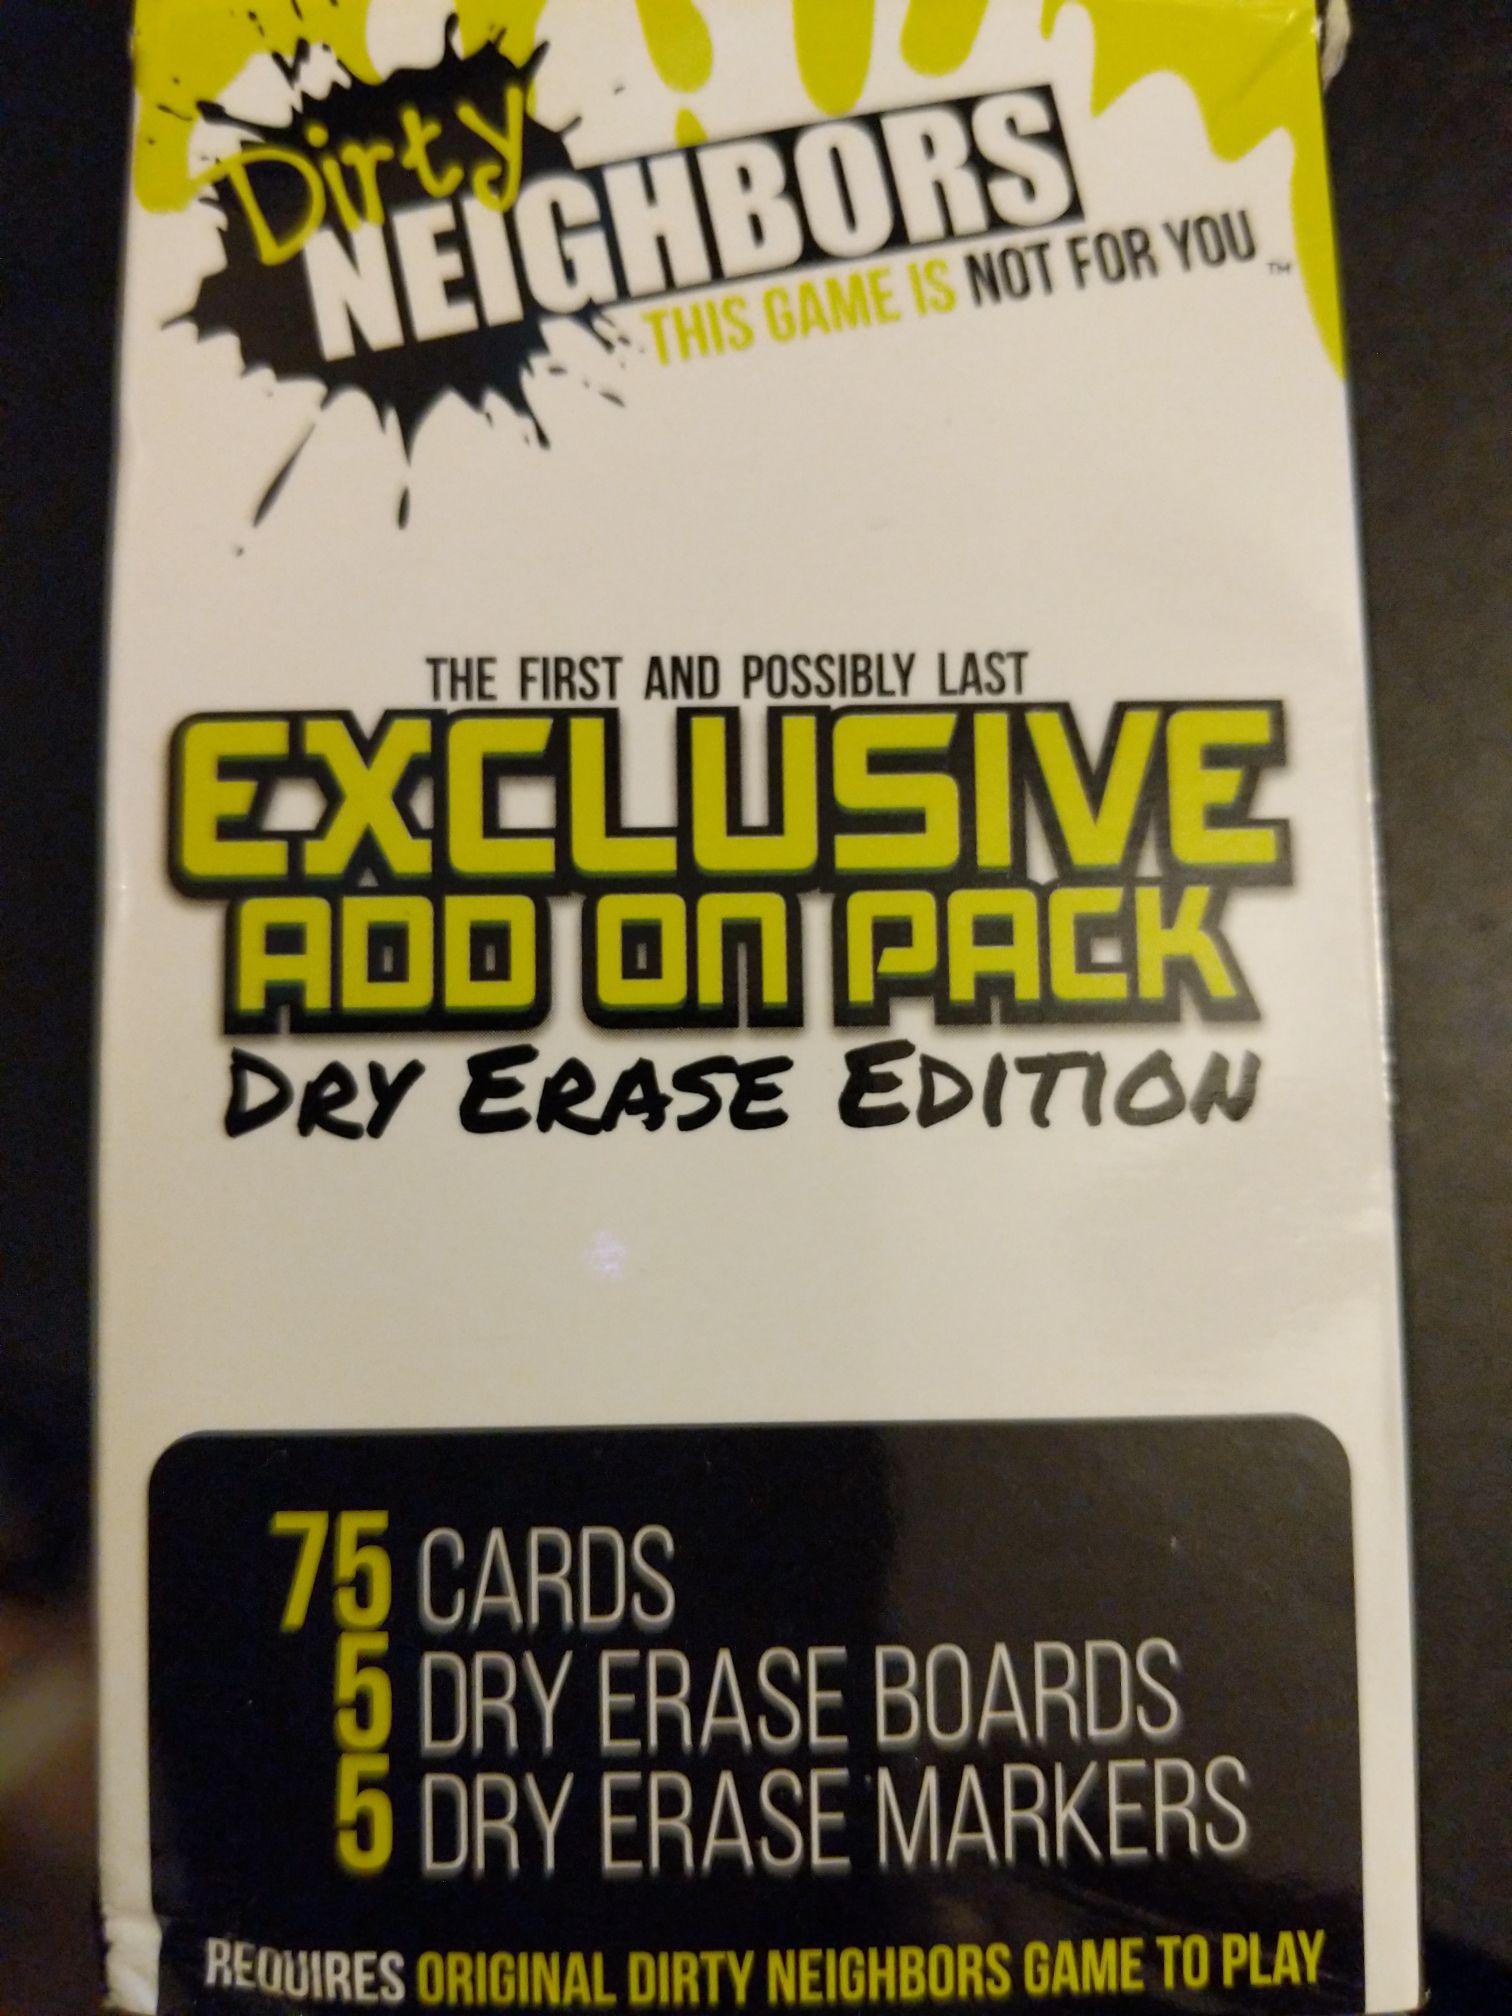 Dirty
NEIGHBORS
THIS GAME IS NOT FOR YOU ™
THE FIRST AND POSSIBLY LAST
EXCLUSIVE
ADD ON PACK
DRY ERASE EDITION
75 CARDS
5 DRY ERASE BOARDS
5 DRY ERASE MARKERS
REQUIRES ORIGINAL DIRTY NEIGHBORS GAME TO PLAY